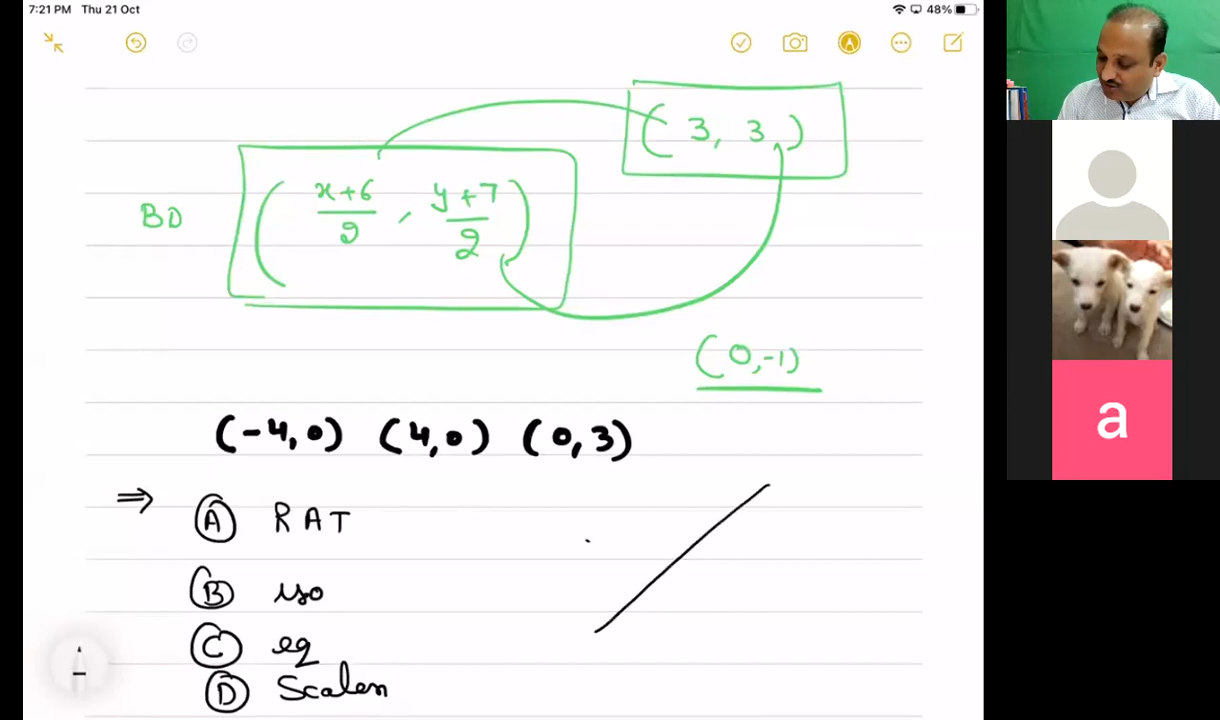 7:21 PM Thu 21 Oct
48%
( 3, 3, )
BD ( x+6/2 , y+7/2 )
(0,-1)
(-4,0) (4,0) (0,3)
⇒ A RAT
B iso
C eq
D Scalen
a